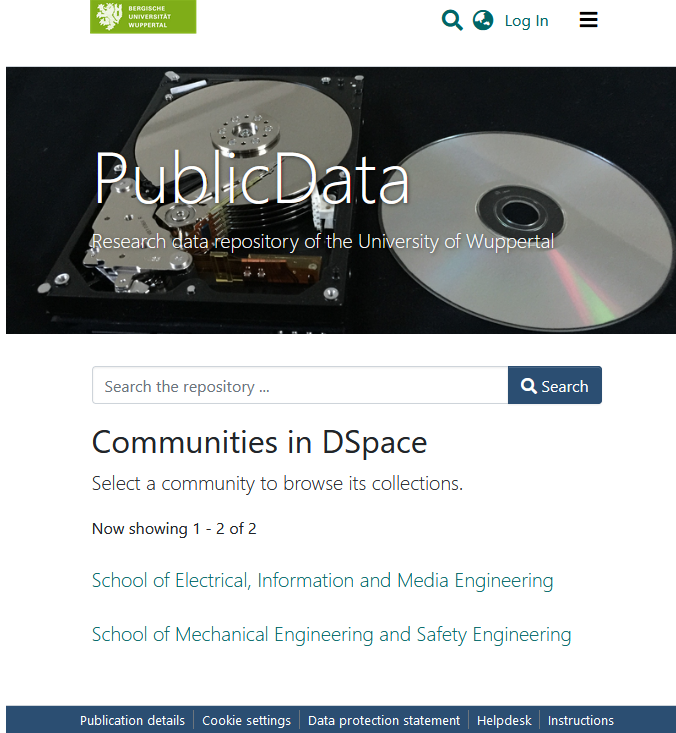 BERGISCHE
UNIVERSITÄT
WUPPERTAL
Log In
PublicData
Research data repository of the University of Wuppertal
Search the repository ...
Search
Communities in DSpace
Select a community to browse its collections.
Now showing 1 - 2 of 2
School of Electrical, Information and Media Engineering
School of Mechanical Engineering and Safety Engineering
Publication details
Cookie settings
Data protection statement
Helpdesk
Instructions